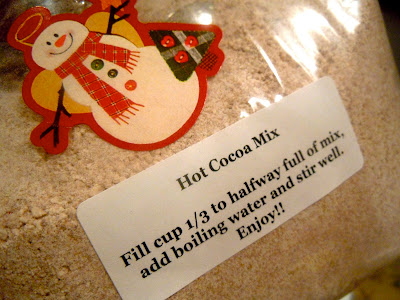 Hot Cocoa Mix
Fill cup 1/3 to halfway full of mix,
add boiling water and stir well.
Enjoy!!